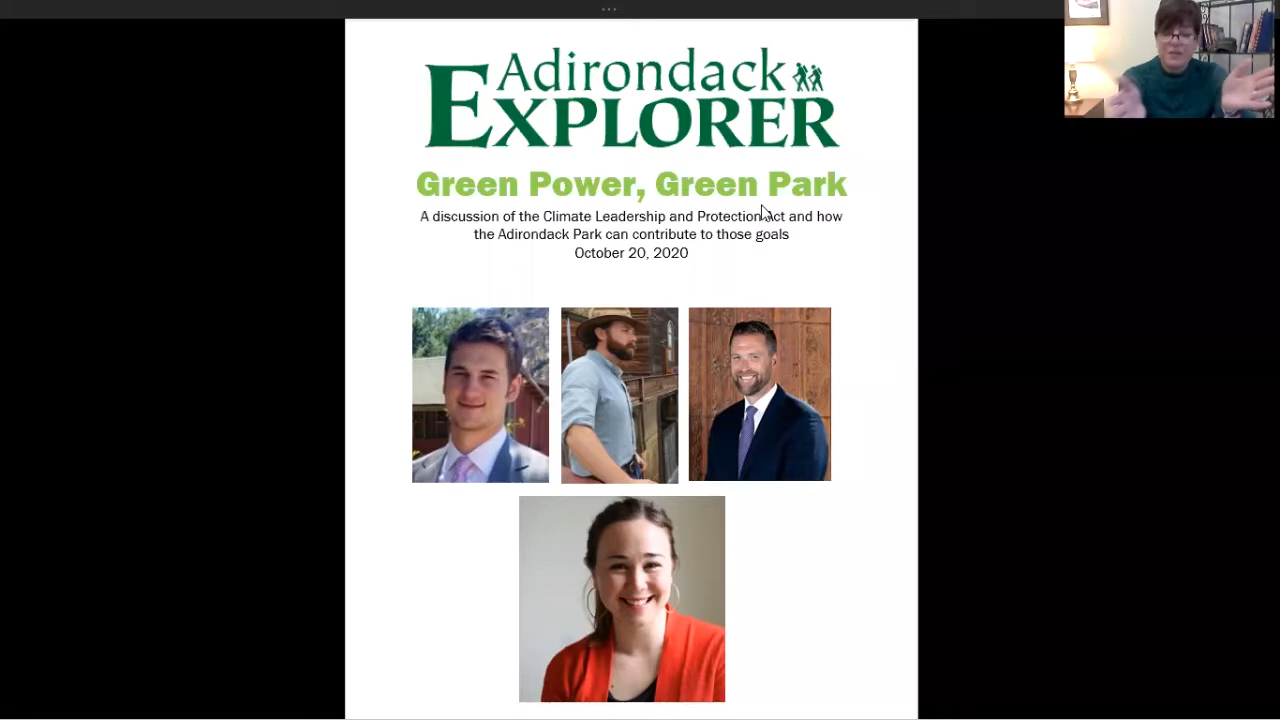 Adirondack
EXPLORER
Green Power, Green Park
A discussion of the Climate Leadership and Protection Act and how
the Adirondack Park can contribute to those goals
October 20, 2020